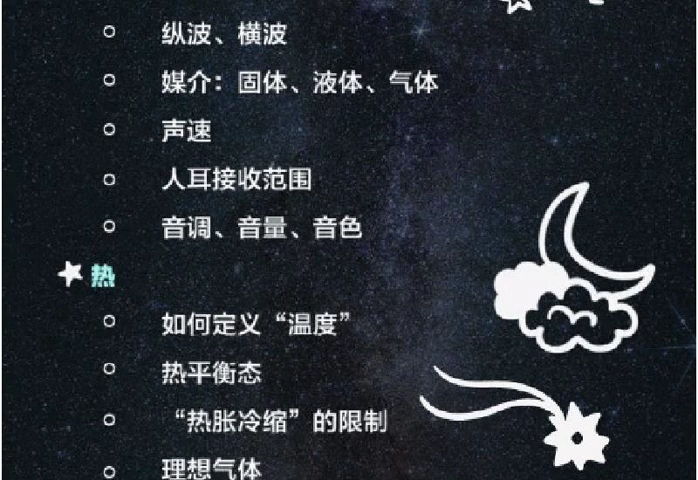 纵波、横波
媒介：固体、液体、气体
声速
人耳接收范围
音调、音量、音色
热
如何定义“温度”
热平衡态
“热胀冷缩”的限制
理想气体